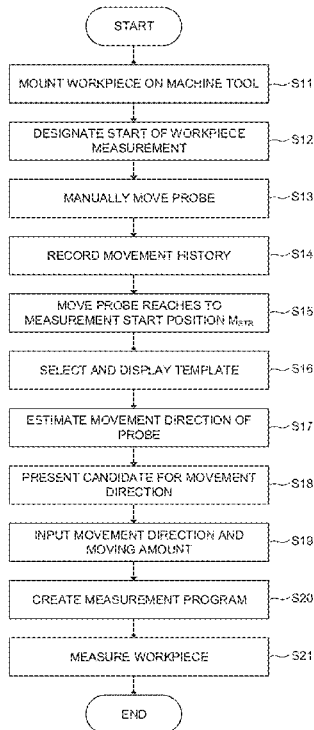 START
MOUNT WORKPIECE ON MACHINE TOOL
S11
DESIGNATE START OF WORKPIECE
MEASUREMENT
S12
MANUALLY MOVE PROBE
S13
RECORD MOVEMENT HISTORY
S14
MOVE PROBE REACHES TO
MEASUREMENT START POSITION MSTR
S15
SELECT AND DISPLAY TEMPLATE
S16
ESTIMATE MOVEMENT DIRECTION OF
PROBE
S17
PRESENT CANDIDATE FOR MOVEMENT
DIRECTION
S18
INPUT MOVEMENT DIRECTION AND
MOVING AMOUNT
S19
CREATE MEASUREMENT PROGRAM
S20
MEASURE WORKPIECE
S21
END